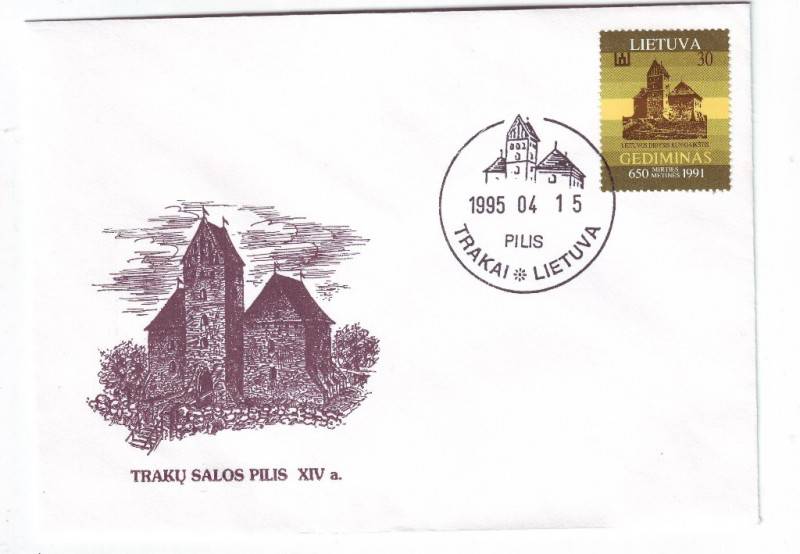 LIETUVA
30
LIETUVOS DIDYSIS KUNIGAIKŠTIS
GEDIMINAS
650 MIRTIES METINĖS 1991
1995 04 15
PILIS
TRAKAI * LIETUVA
TRAKŲ SALOS PILIS XIV a.